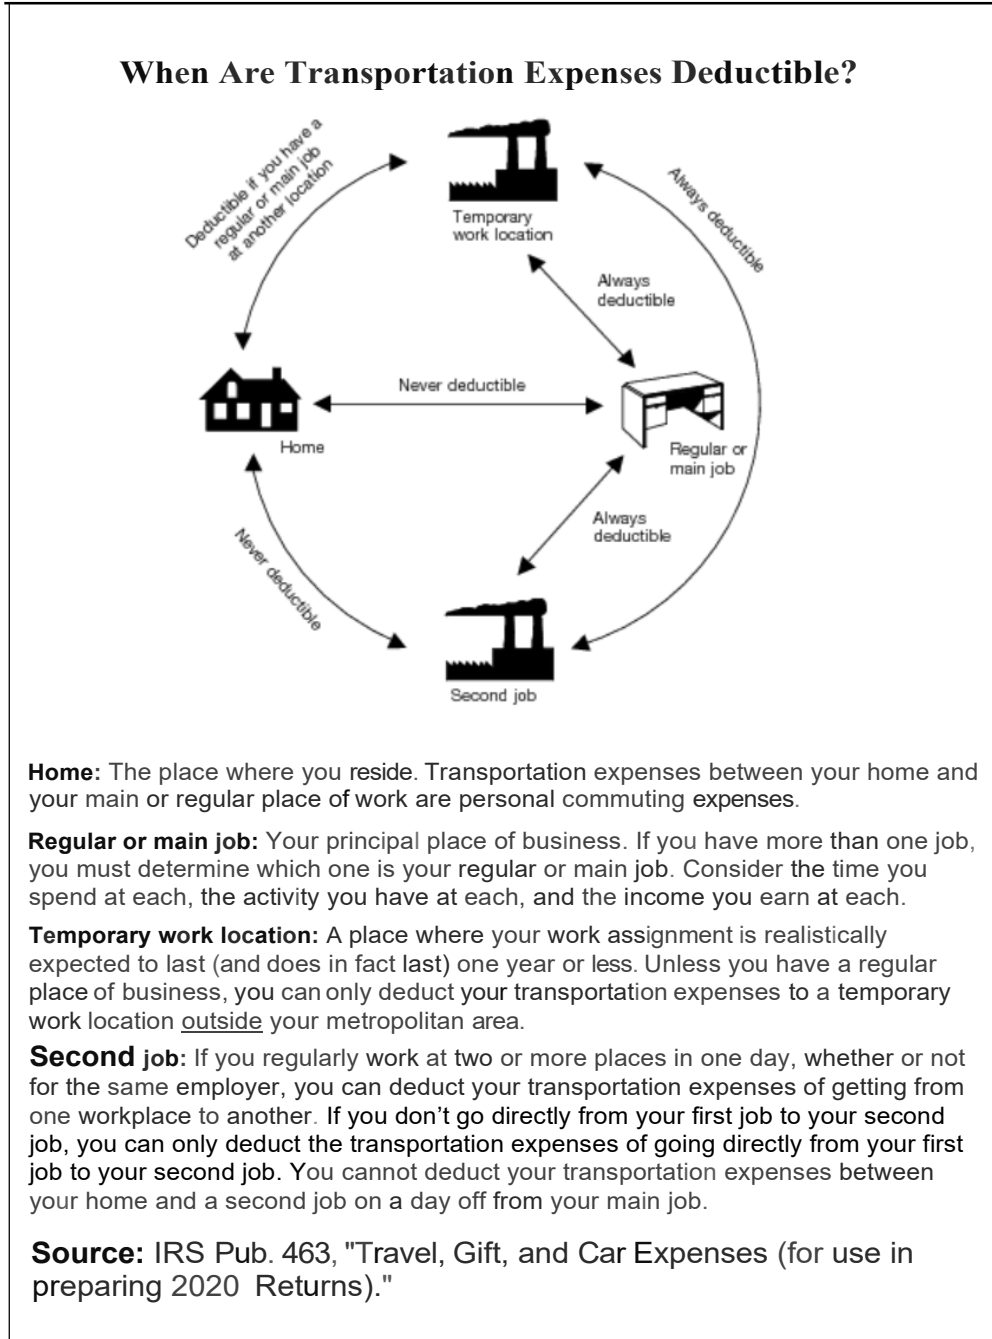 When Are Transportation Expenses Deductible?
Deductible if you have a
regular or main job
at another location
Temporary
work location
Always deductible
Always
deductible
Never deductible
Home
Regular or
main job
Always
deductible
Never deductible
Second job
Home: The place where you reside. Transportation expenses between your home and
your main or regular place of work are personal commuting expenses.
Regular or main job: Your principal place of business. If you have more than one job,
you must determine which one is your regular or main job. Consider the time you
spend at each, the activity you have at each, and the income you earn at each.
Temporary work location: A place where your work assignment is realistically
expected to last (and does in fact last) one year or less. Unless you have a regular
place of business, you can only deduct your transportation expenses to a temporary
work location outside your metropolitan area.
Second job: If you regularly work at two or more places in one day, whether or not
for the same employer, you can deduct your transportation expenses of getting from
one workplace to another. If you don't go directly from your first job to your second
job, you can only deduct the transportation expenses of going directly from your first
job to your second job. You cannot deduct your transportation expenses between
your home and a second job on a day off from your main job.
Source: IRS Pub. 463, "Travel, Gift, and Car Expenses (for use in
preparing 2020 Returns)."